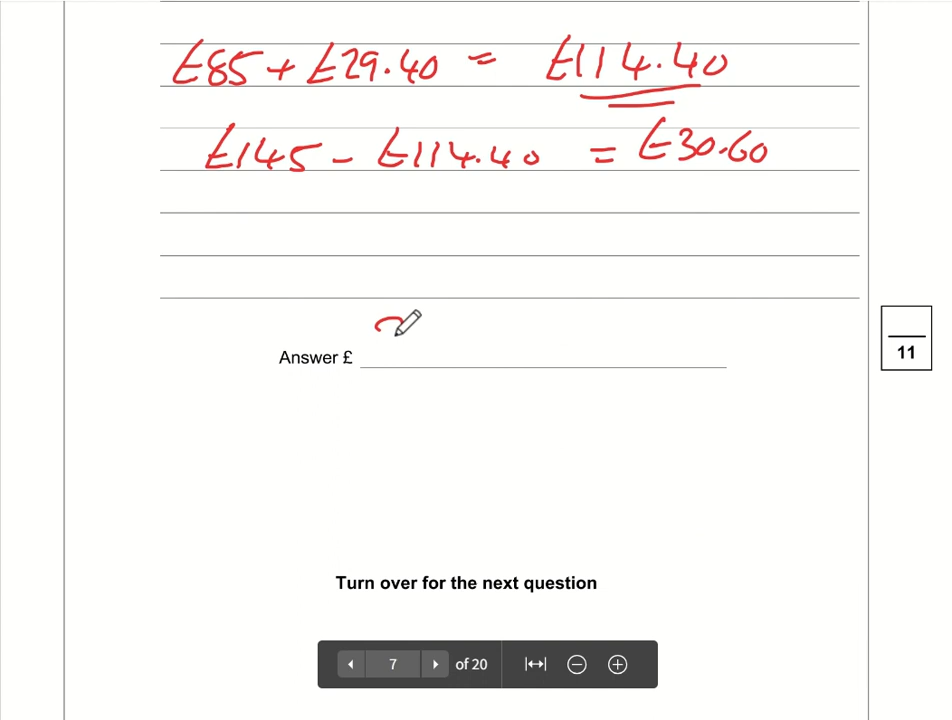 £85 + £29.40 = £114.40
£145 - £114.40 = £30.60
11
Answer £
Turn over for the next question
7 of 20